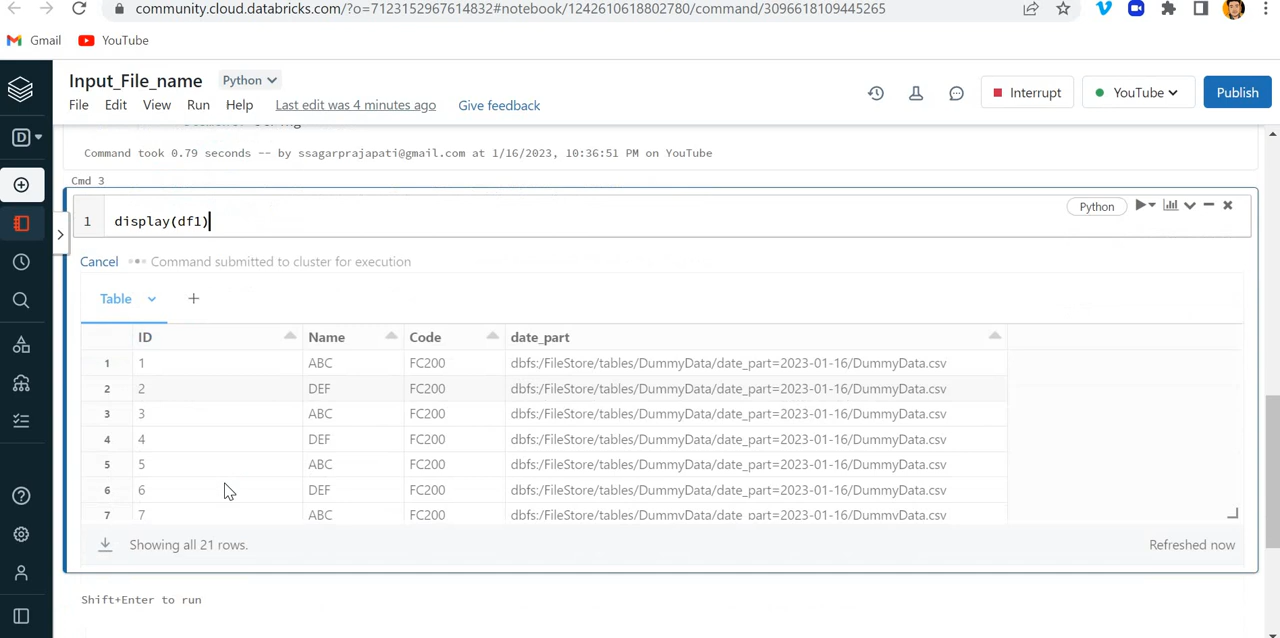 community.cloud.databricks.com/?o=7123152967614832#notebook/1242610618802780/command/3096618109445265
Gmail YouTube
Input_File_name Python
File Edit View Run Help Last edit was 4 minutes ago Give feedback
Interrupt YouTube Publish
D
Command took 0.79 seconds -- by ssagarprajapati@gmail.com at 1/16/2023, 10:36:51 PM on YouTube
Cmd 3
1 display(df1) Python
Cancel Command submitted to cluster for execution
Table +
ID Name Code date_part
1 1 ABC FC200 dbfs:/FileStore/tables/DummyData/date_part=2023-01-16/DummyData.csv
2 2 DEF FC200 dbfs:/FileStore/tables/DummyData/date_part=2023-01-16/DummyData.csv
3 3 ABC FC200 dbfs:/FileStore/tables/DummyData/date_part=2023-01-16/DummyData.csv
4 4 DEF FC200 dbfs:/FileStore/tables/DummyData/date_part=2023-01-16/DummyData.csv
5 5 ABC FC200 dbfs:/FileStore/tables/DummyData/date_part=2023-01-16/DummyData.csv
6 6 DEF FC200 dbfs:/FileStore/tables/DummyData/date_part=2023-01-16/DummyData.csv
7 7 ABC FC200 dbfs:/FileStore/tables/DummyData/date_part=2023-01-16/DummyData.csv
Showing all 21 rows. Refreshed now
Shift+Enter to run